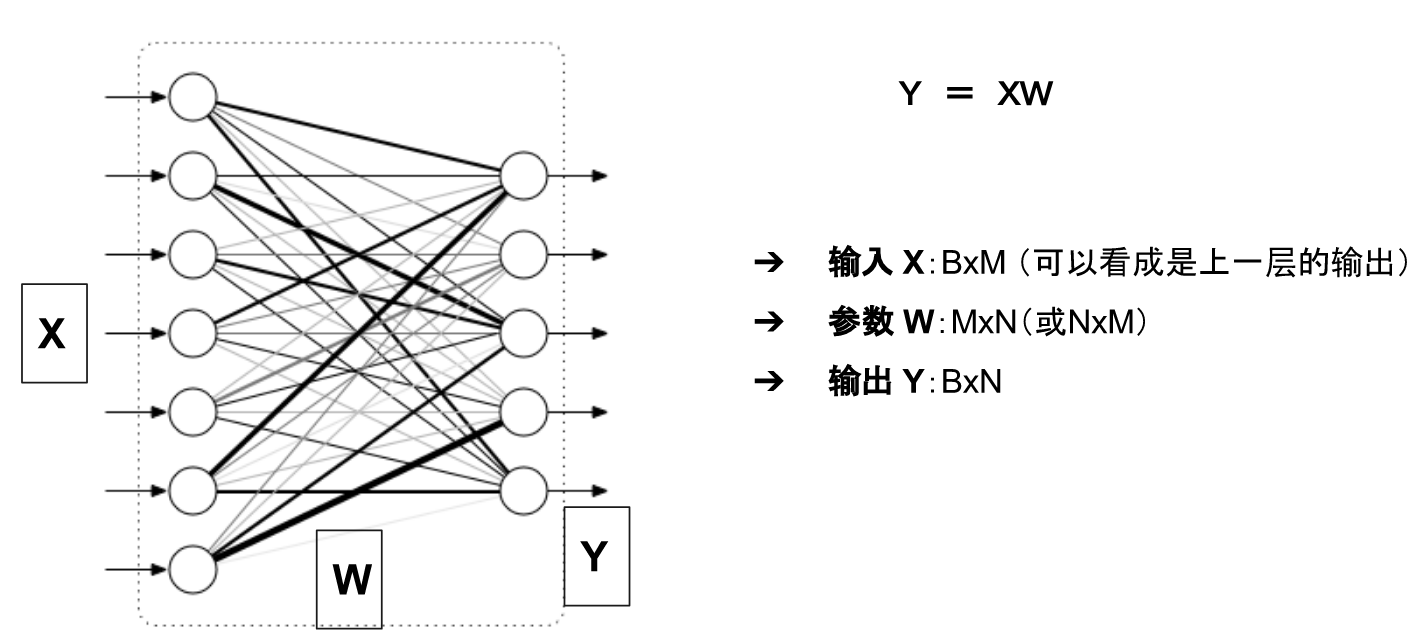 Y = XW
➔ 输入 X:BxM（可以看成是上一层的输出）
➔ 参数 W:MxN(或NxM)
➔ 输出 Y:BxN
X
W
Y